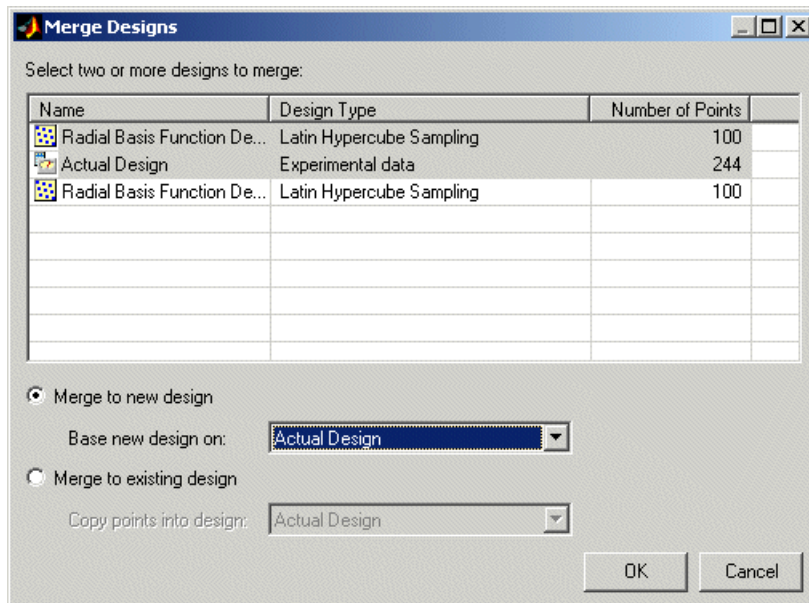 Merge Designs
Select two or more designs to merge:
Name Design Type Number of Points
Radial Basis Function De... Latin Hypercube Sampling 100
Actual Design Experimental data 244
Radial Basis Function De... Latin Hypercube Sampling 100
Merge to new design
Base new design on: Actual Design
Merge to existing design
Copy points into design: Actual Design
OK Cancel